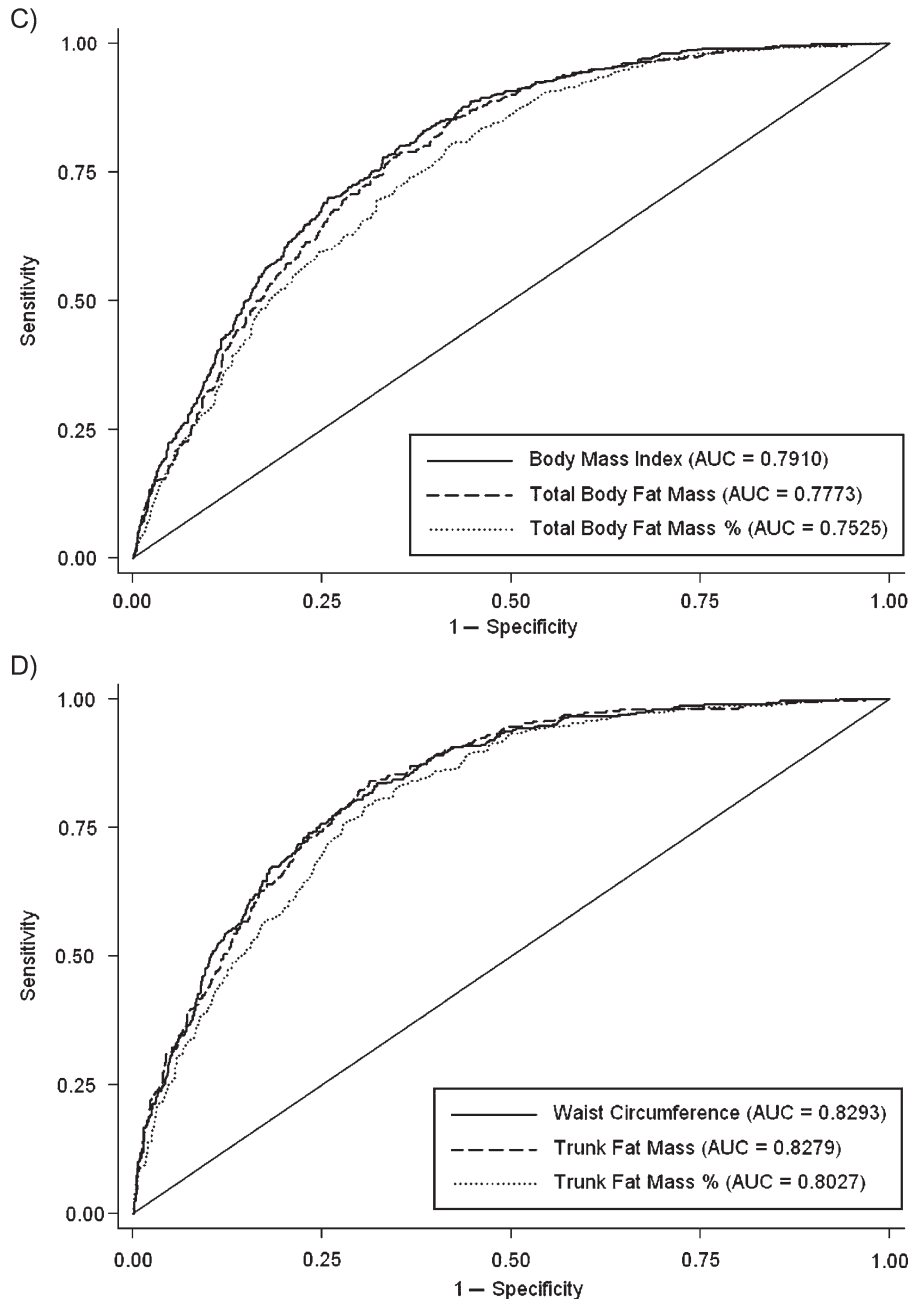 C)
1.00
0.75
0.50
0.25
0.00
Sensitivity
Body Mass Index (AUC = 0.7910)
Total Body Fat Mass (AUC = 0.7773)
Total Body Fat Mass % (AUC = 0.7525)
0.00 0.25 0.50 0.75 1.00
1 — Specificity
D)
1.00
0.75
0.50
0.25
0.00
Sensitivity
Waist Circumference (AUC = 0.8293)
Trunk Fat Mass (AUC = 0.8279)
Trunk Fat Mass % (AUC = 0.8027)
0.00 0.25 0.50 0.75 1.00
1 — Specificity